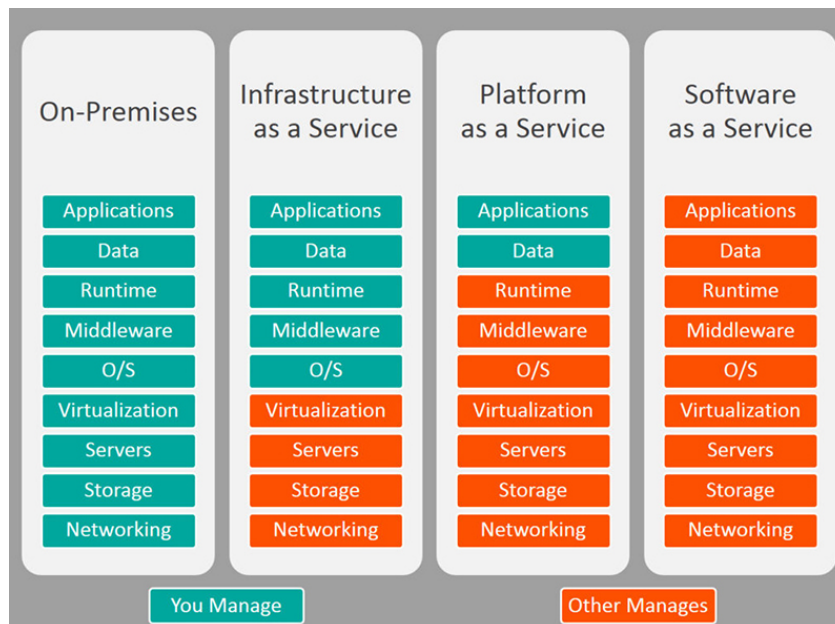 On-Premises
Applications
Data
Runtime
Middleware
O/S
Virtualization
Servers
Storage
Networking
Infrastructure
as a Service
Applications
Data
Runtime
Middleware
O/S
Virtualization
Servers
Storage
Networking
Platform
as a Service
Applications
Data
Runtime
Middleware
O/S
Virtualization
Servers
Storage
Networking
Software
as a Service
Applications
Data
Runtime
Middleware
O/S
Virtualization
Servers
Storage
Networking
You Manage
Other Manages